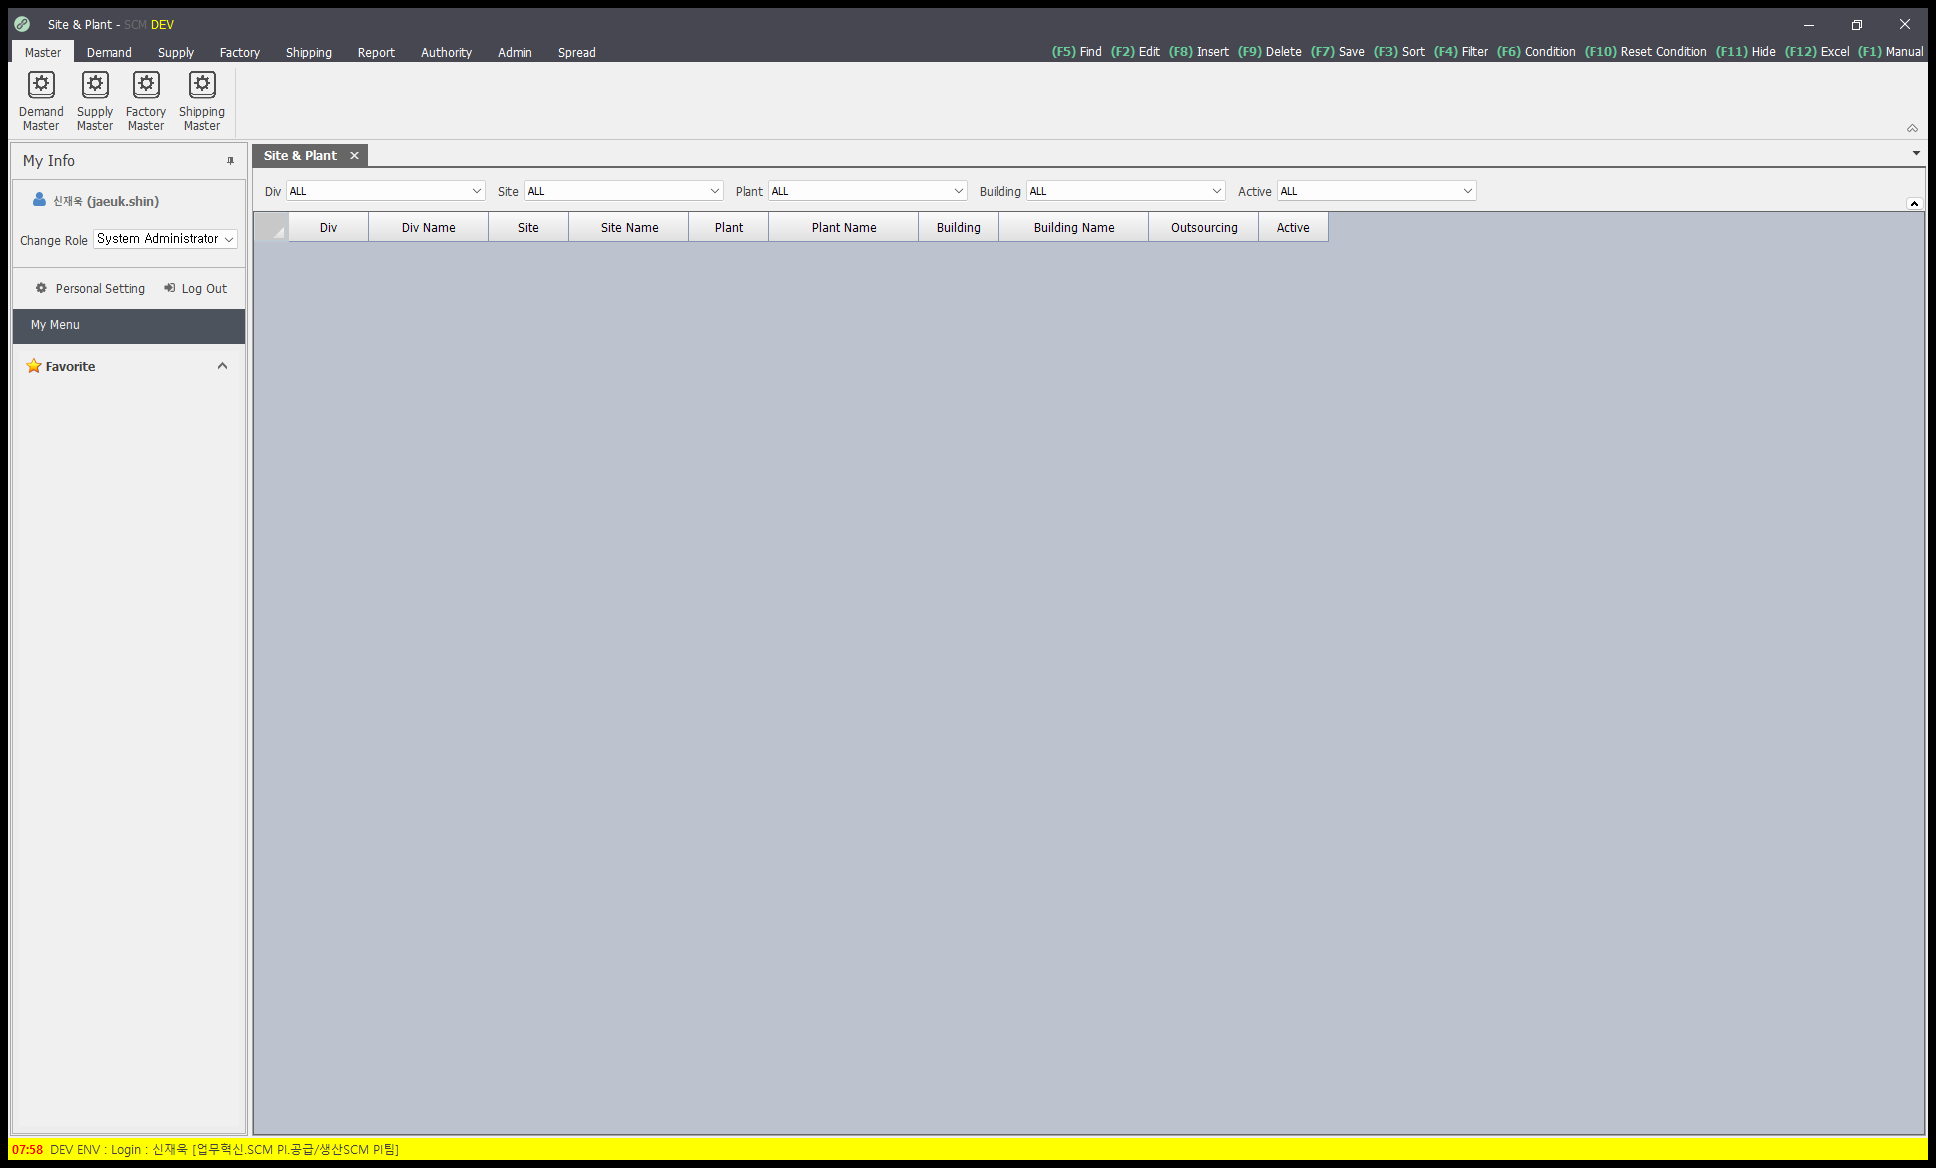 Site & Plant - SCM DEV
Master Demand Supply Factory Shipping Report Authority Admin Spread (F5) Find (F2) Edit (F8) Insert (F9) Delete (F7) Save (F3) Sort (F4) Filter (F6) Condition (F10) Reset Condition (F11) Hide (F12) Excel (F1) Manual
Demand Master
Supply Master
Factory Master
Shipping Master
My Info
신재욱 (jaeuk.shin)
Change Role System Administrator
Personal Setting Log Out
My Menu
Favorite
Site & Plant
Div ALL Site ALL Plant ALL Building ALL Active ALL
Div Div Name Site Site Name Plant Plant Name Building Building Name Outsourcing Active
07:58 DEV ENV : Login : 신재욱 [업무혁신.SCM PI.공급/생산SCM PI팀]